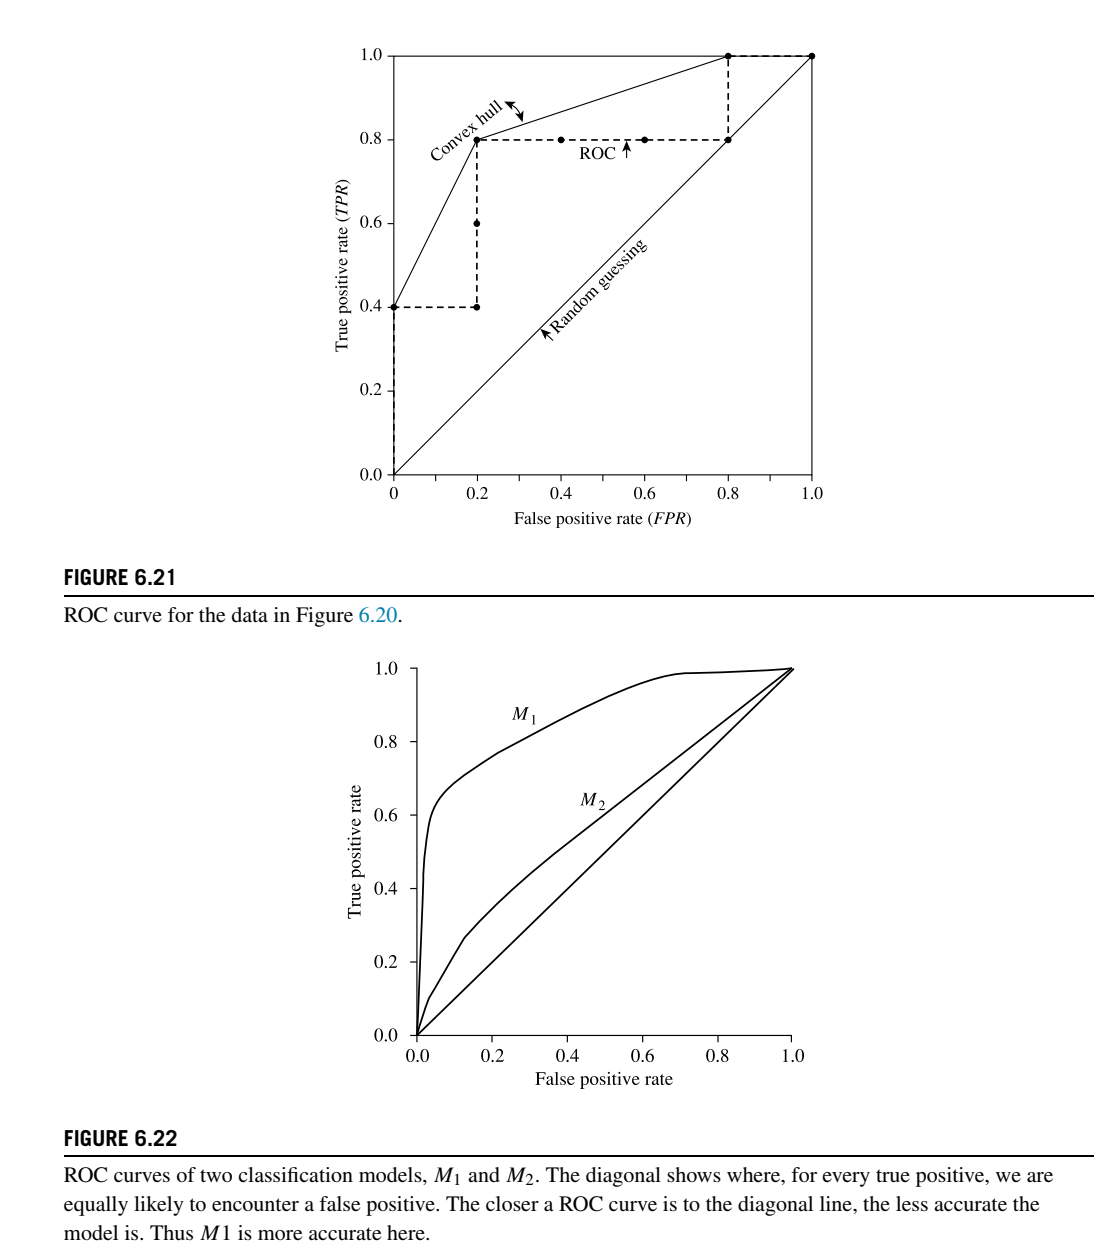 1.0
Convex hull
0.8
ROC
0.6
True positive rate (TPR)
Random guessing
0.4
0.2
0.0
0 0.2 0.4 0.6 0.8 1.0
False positive rate (FPR)
FIGURE 6.21
ROC curve for the data in Figure 6.20.
1.0
M1
0.8
M2
0.6
True positive rate
0.4
0.2
0.0
0.0 0.2 0.4 0.6 0.8 1.0
False positive rate
FIGURE 6.22
ROC curves of two classification models, M1 and M2. The diagonal shows where, for every true positive, we are
equally likely to encounter a false positive. The closer a ROC curve is to the diagonal line, the less accurate the
model is. Thus M1 is more accurate here.